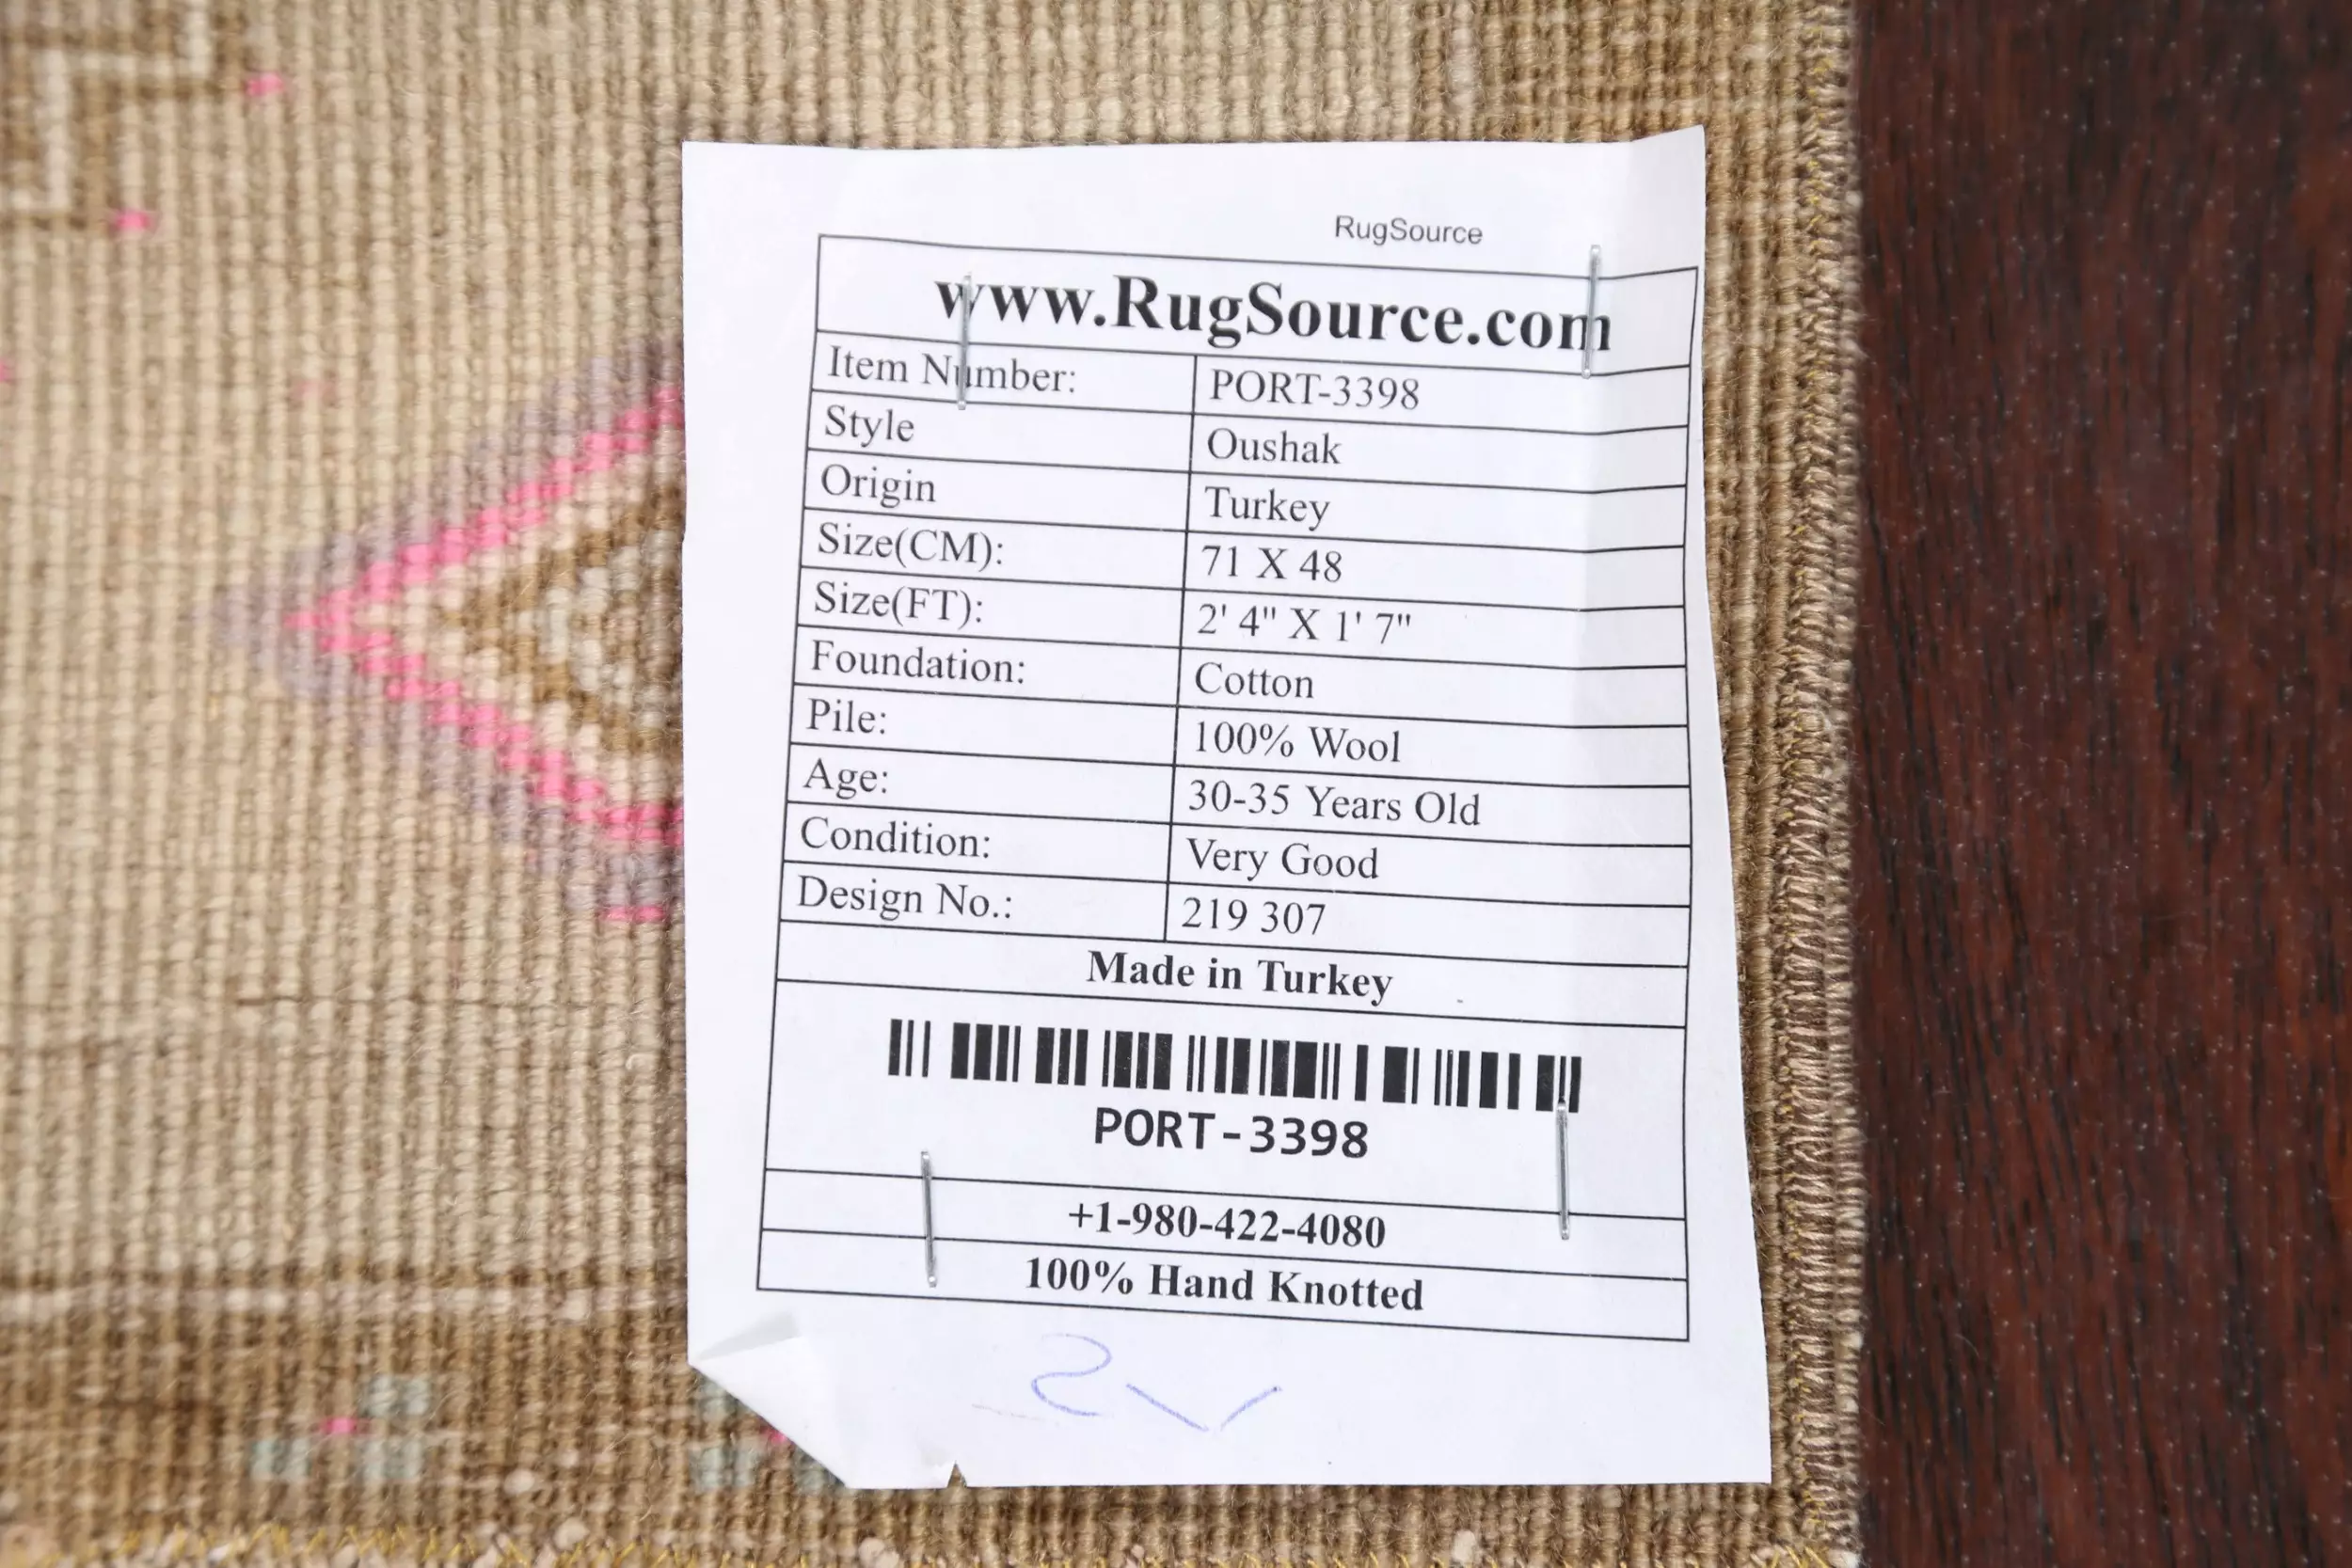 RugSource
www.RugSource.com
Item Number: PORT-3398
Style Oushak
Origin Turkey
Size(CM): 71 X 48
Size(FT): 2' 4" X 1' 7"
Foundation: Cotton
Pile: 100% Wool
Age: 30-35 Years Old
Condition: Very Good
Design No.: 219 307
Made in Turkey
PORT-3398
+1-980-422-4080
100% Hand Knotted